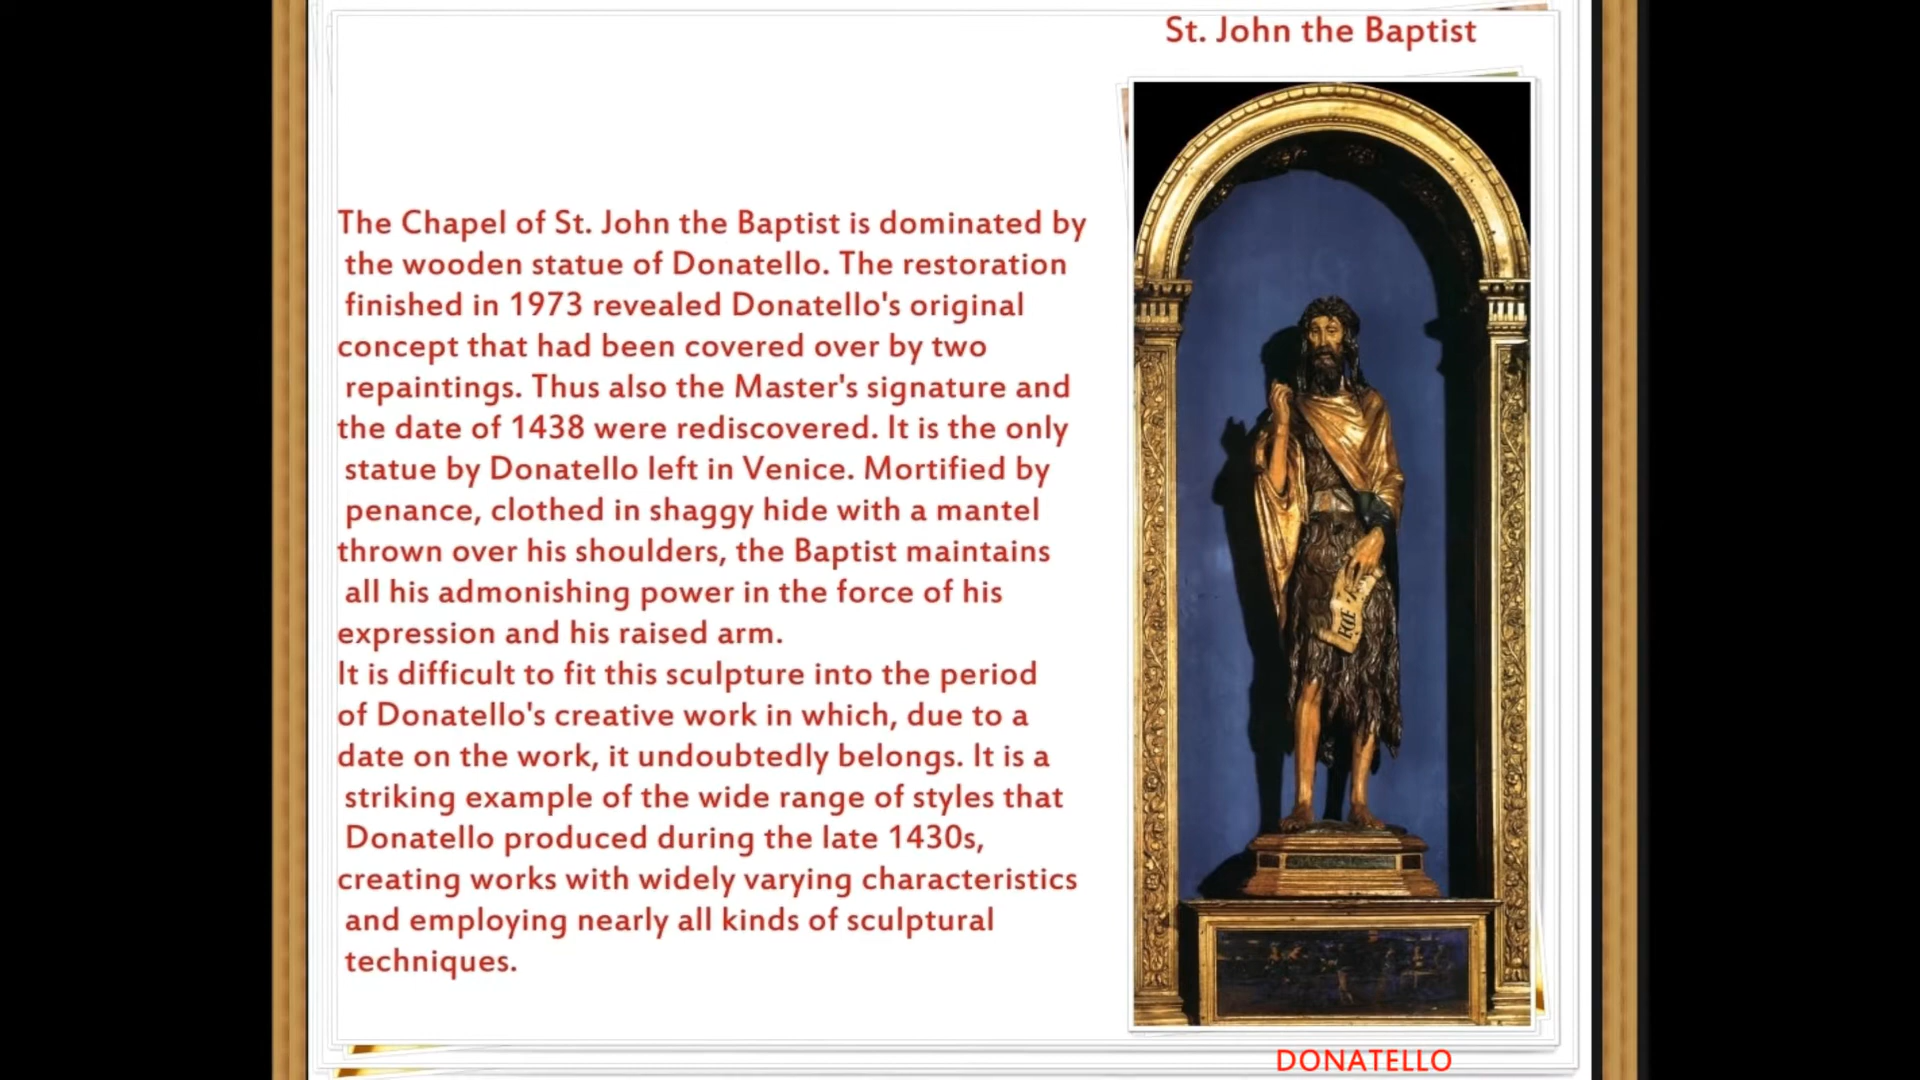 St. John the Baptist
The Chapel of St. John the Baptist is dominated by
the wooden statue of Donatello. The restoration
finished in 1973 revealed Donatello's original
concept that had been covered over by two
repaintings. Thus also the Master's signature and
the date of 1438 were rediscovered. It is the only
statue by Donatello left in Venice. Mortified by
penance, clothed in shaggy hide with a mantel
thrown over his shoulders, the Baptist maintains
all his admonishing power in the force of his
expression and his raised arm.
It is difficult to fit this sculpture into the period
of Donatello's creative work in which, due to a
date on the work, it undoubtedly belongs. It is a
striking example of the wide range of styles that
Donatello produced during the late 1430s,
creating works with widely varying characteristics
and employing nearly all kinds of sculptural
techniques.
DONATELLO